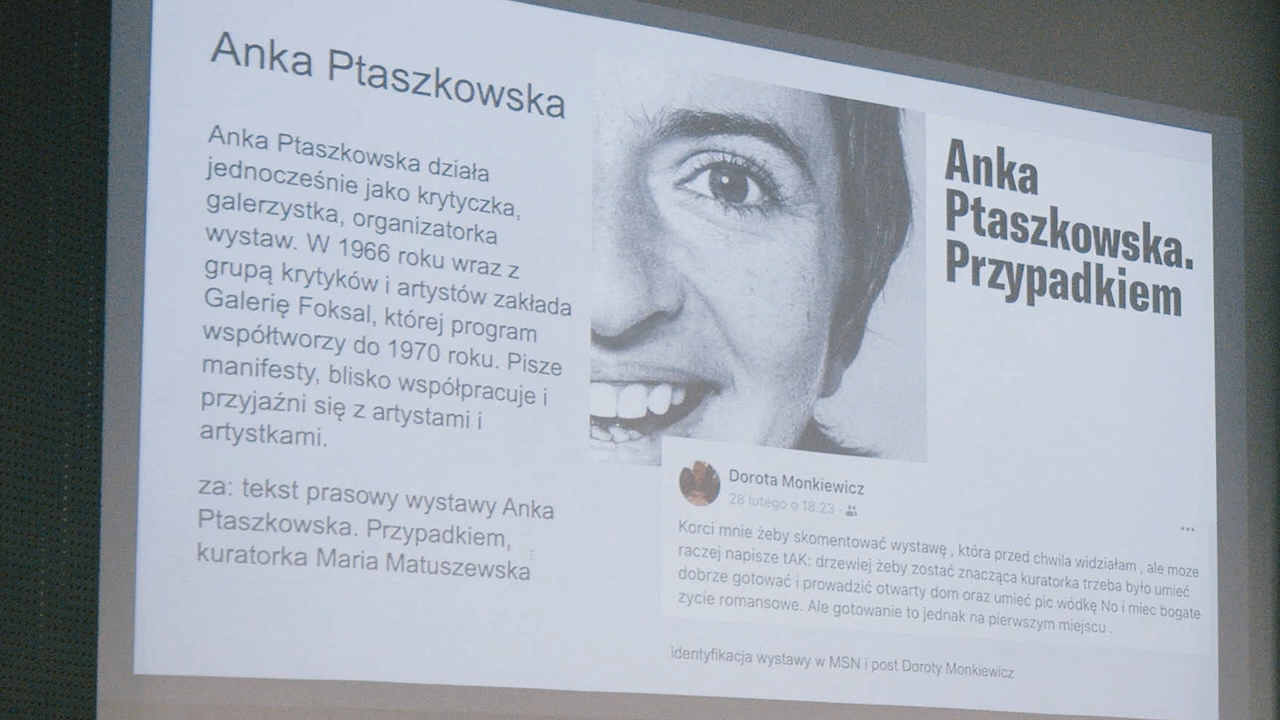 Anka Ptaszkowska
Anka Ptaszkowska działa
jednocześnie jako krytyczka,
galerzystka, organizatorka
wystaw. W 1966 roku wraz z
grupą krytyków i artystów zakłada
Galerię Foksal, której program
współtworzy do 1970 roku. Pisze
manifesty, blisko współpracuje i
przyjaźni się z artystami i
artystkami.
za: tekst prasowy wystawy Anka
Ptaszkowska. Przypadkiem,
kuratorka Maria Matuszewska
Anka
Ptaszkowska.
Przypadkiem
Dorota Monkiewicz
28 lutego o 18:23
Korci mnie żeby skomentować wystawę , która przed chwila widziałam , ale moze
raczej napisze tAK: drzewiej żeby zostać znacząca kuratorka trzeba było umieć
dobrze gotować i prowadzić otwarty dom oraz umieć pic wódkę No i miec bogate
zycie romansowe. Ale gotowanie to jednak na pierwszym miejscu .
identyfikacja wystawy w MSN i post Doroty Monkiewicz